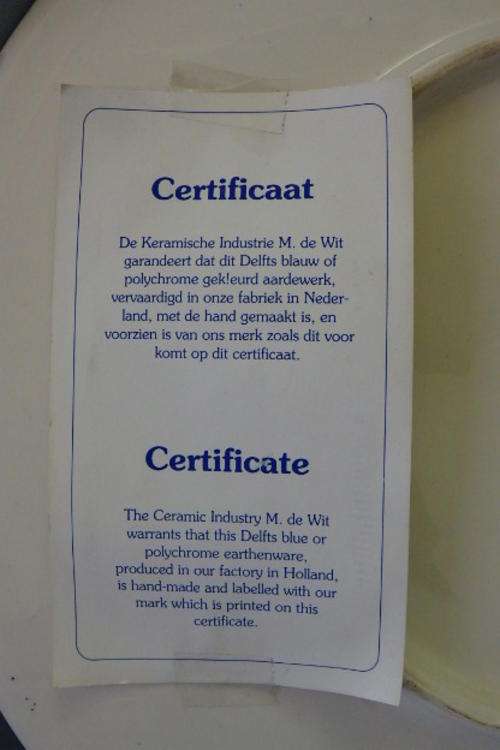 Certificaat
De Keramische Industrie M. de Wit
garandeert dat dit Delfts blauw of
polychrome gek!eurd aardewerk,
vervaardigd in onze fabriek in Neder-
land, met de hand gemaakt is, en
voorzien is van ons merk zoals dit voor
komt op dit certificaat.
Certificate
The Ceramic Industry M. de Wit
warrants that this Delfts blue or
polychrome earthenware,
produced in our factory in Holland,
is hand-made and labelled with our
mark which is printed on this
certificate.